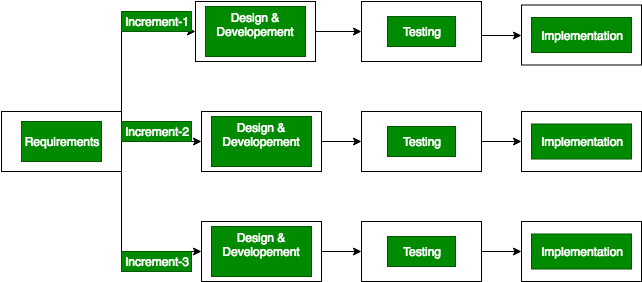 Increment-1
Design &
Developement
Testing
Implementation
Requirements
Increment-2
Design &
Developement
Testing
Implementation
Increment-3
Design &
Developement
Testing
Implementation